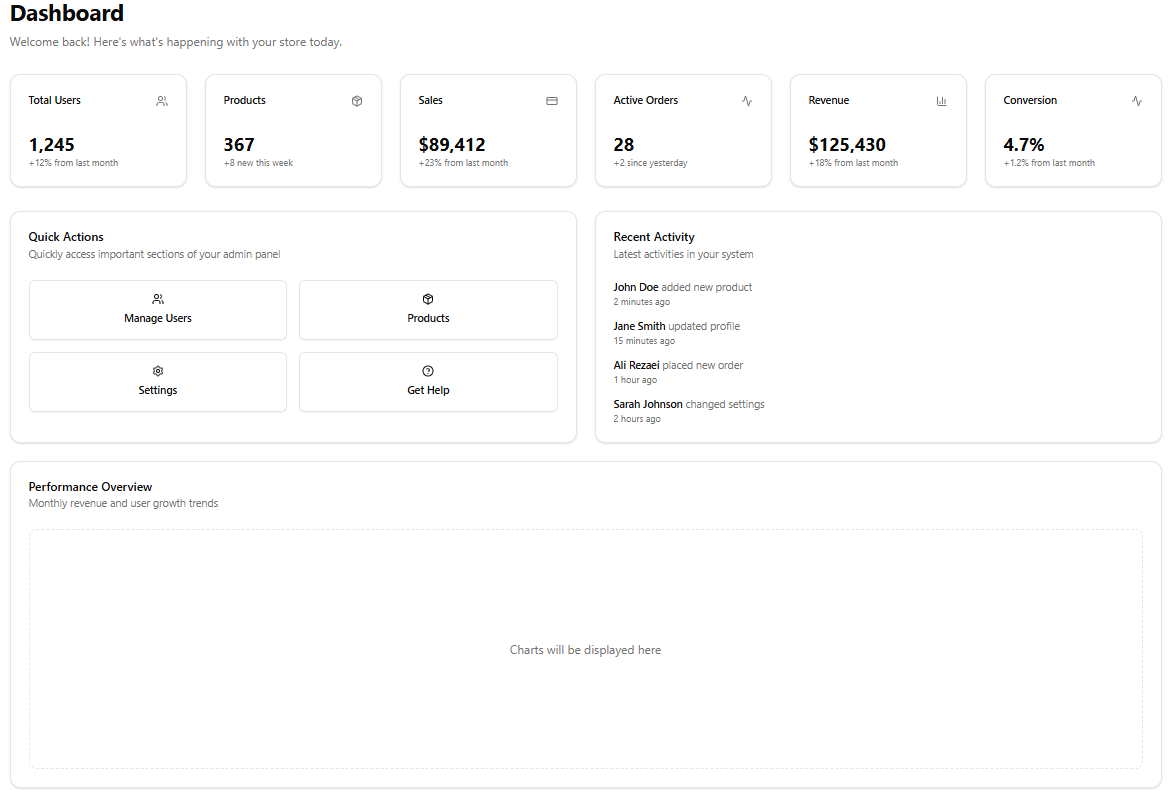 Dashboard
Welcome back! Here's what's happening with your store today.
Total Users
1,245
+12% from last month
Products
367
+8 new this week
Sales
$89,412
+23% from last month
Active Orders
28
+2 since yesterday
Revenue
$125,430
+18% from last month
Conversion
4.7%
+1.2% from last month
Quick Actions
Quickly access important sections of your admin panel
Manage Users
Products
Settings
Get Help
Recent Activity
Latest activities in your system
John Doe added new product
2 minutes ago
Jane Smith updated profile
15 minutes ago
Ali Rezaei placed new order
1 hour ago
Sarah Johnson changed settings
2 hours ago
Performance Overview
Monthly revenue and user growth trends
Charts will be displayed here